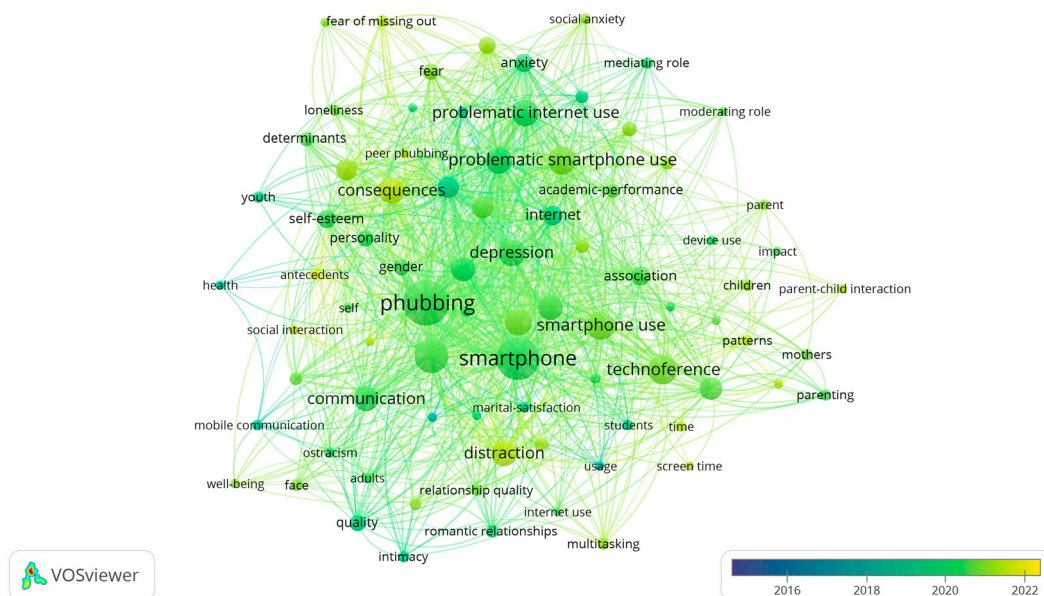 fear of missing out
social anxiety
anxiety
mediating role
fear
problematic internet use
moderating role
loneliness
determinants
peer phubbing
problematic smartphone use
consequences
academic-performance
youth
parent
self-esteem
internet
personality
device use
depression
impact
gender
antecedents
association
health
children
parent-child interaction
phubbing
self
social interaction
smartphone use
patterns
smartphone
mothers
technoference
parenting
communication
marital-satisfaction
mobile communication
students
time
ostracism
distraction
usage
screen time
adults
well-being
face
relationship quality
internet use
quality
romantic relationships
multitasking
intimacy
VOSviewer
2016
2018
2020
2022